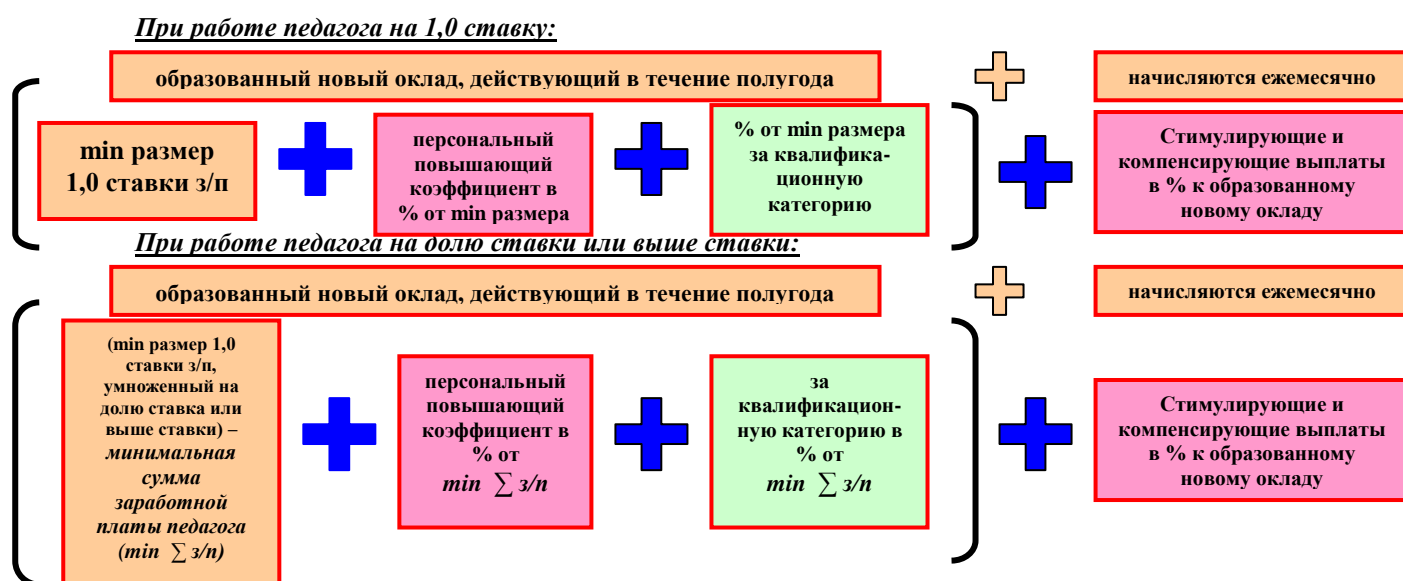 При работе педагога на 1,0 ставку:
образованный новый оклад, действующий в течение полугода
начисляются ежемесячно
min размер
1,0 ставки з/п
персональный
повышающий
коэффициент в
% от min размера
% от min размера
за квалифика-
ционную
категорию
Стимулирующие и
компенсирующие выплаты
в % к образованному
новому окладу
При работе педагога на долю ставки или выше ставки:
образованный новый оклад, действующий в течение полугода
начисляются ежемесячно
(min размер 1,0
ставки з/п,
умноженный на
долю ставка или
выше ставки) –
минимальная
сумма
заработной
платы педагога
(min ∑ з/п)
персональный
повышающий
коэффициент в
% от
min ∑ з/п
за
квалификацион-
ную категорию в
% от
min ∑ з/п
Стимулирующие и
компенсирующие выплаты
в % к образованному
новому окладу